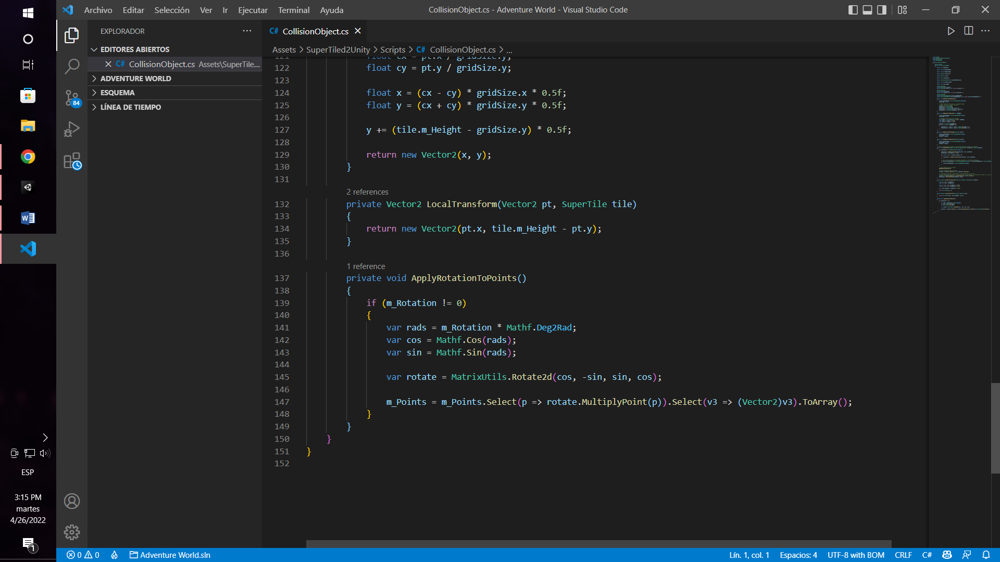 Archivo Editar Selección Ver Ir Ejecutar Terminal Ayuda
CollisionObject.cs - Adventure World - Visual Studio Code
EXPLORADOR
EDITORES ABIERTOS
C# CollisionObject.cs Assets\SuperTile...
ADVENTURE WORLD
ESQUEMA
LÍNEA DE TIEMPO
84
C# CollisionObject.cs
Assets > SuperTiled2Unity > Scripts > C# CollisionObject.cs > ...
121 float cx = pt.x / gridSize.y;
122 float cy = pt.y / gridSize.y;
123
124 float x = (cx - cy) * gridSize.x * 0.5f;
125 float y = (cx + cy) * gridSize.y * 0.5f;
126
127 y += (tile.m_Height - gridSize.y) * 0.5f;
128
129 return new Vector2(x, y);
130 }
131
2 references
132 private Vector2 LocalTransform(Vector2 pt, SuperTile tile)
133 {
134 return new Vector2(pt.x, tile.m_Height - pt.y);
135 }
136
1 reference
137 private void ApplyRotationToPoints()
138 {
139 if (m_Rotation != 0)
140 {
141 var rads = m_Rotation * Mathf.Deg2Rad;
142 var cos = Mathf.Cos(rads);
143 var sin = Mathf.Sin(rads);
144
145 var rotate = MatrixUtils.Rotate2d(cos, -sin, sin, cos);
146
147 m_Points = m_Points.Select(p => rotate.MultiplyPoint(p)).Select(v3 => (Vector2)v3).ToArray();
148 }
149 }
150 }
151 }
152
ESP
3:15 PM
martes
4/26/2022
1
0 0 Adventure World.sln
Lín. 1, col. 1 Espacios: 4 UTF-8 with BOM CRLF C#